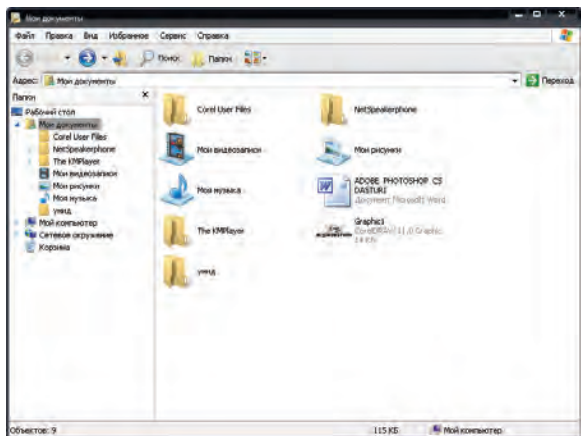 Мои документы
Файл Правка Вид Избранное Сервис Справка
Поиск Папки
Адрес: Мои документы Переход
Папки
Рабочий стол
Мои документы
Corel User Files
NetSpeakerphone
The KMPlayer
Мои видеозаписи
Мои рисунки
Моя музыка
умид
Мой компьютер
Сетевое окружение
Корзина
Corel User Files
NetSpeakerphone
Мои видеозаписи
Мои рисунки
Моя музыка
ADOBE PHOTOSHOP CS
DASTURI
Документ Microsoft Word
The KMPlayer
Graphics
CorelDRAW 11.0 Graphic
14 КБ
умид
Объектов: 9
115 КБ
Мой компьютер